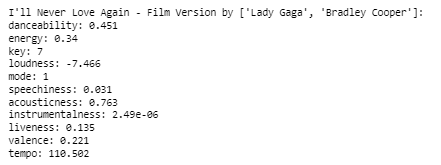 I'll Never Love Again - Film Version by ['Lady Gaga', 'Bradley Cooper']:
danceability: 0.451
energy: 0.34
key: 7
loudness: -7.466
mode: 1
speechiness: 0.031
acousticness: 0.763
instrumentalness: 2.49e-06
liveness: 0.135
valence: 0.221
tempo: 110.502